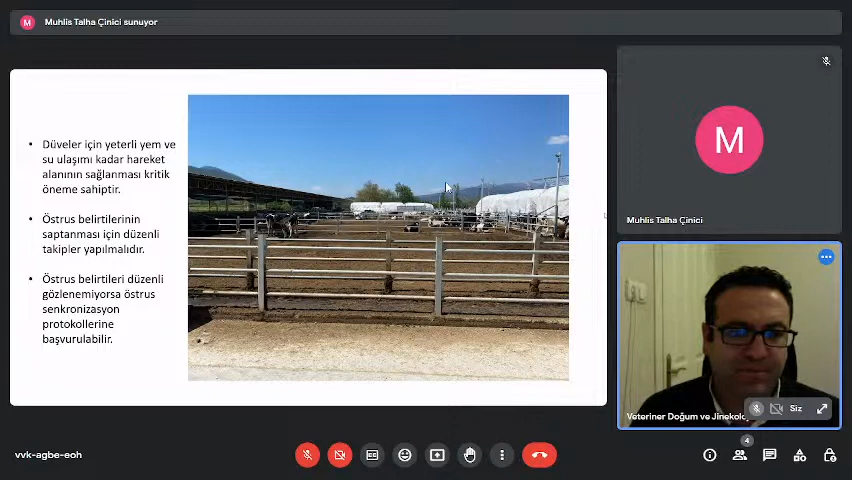 M Muhlis Talha Çinici sunuyor
• Düveler için yeterli yem ve
su ulaşımı kadar hareket
alanının sağlanması kritik
öneme sahiptir.
• Östrus belirtilerinin
saptanması için düzenli
takipler yapılmalıdır.
• Östrus belirtileri düzenli
gözlenemiyorsa östrus
senkronizasyon
protokollerine
başvurulabilir.
M
Muhlis Talha Çinici
Veteriner Doğum ve Jinekoloj
Siz
vvk-agbe-eoh
4